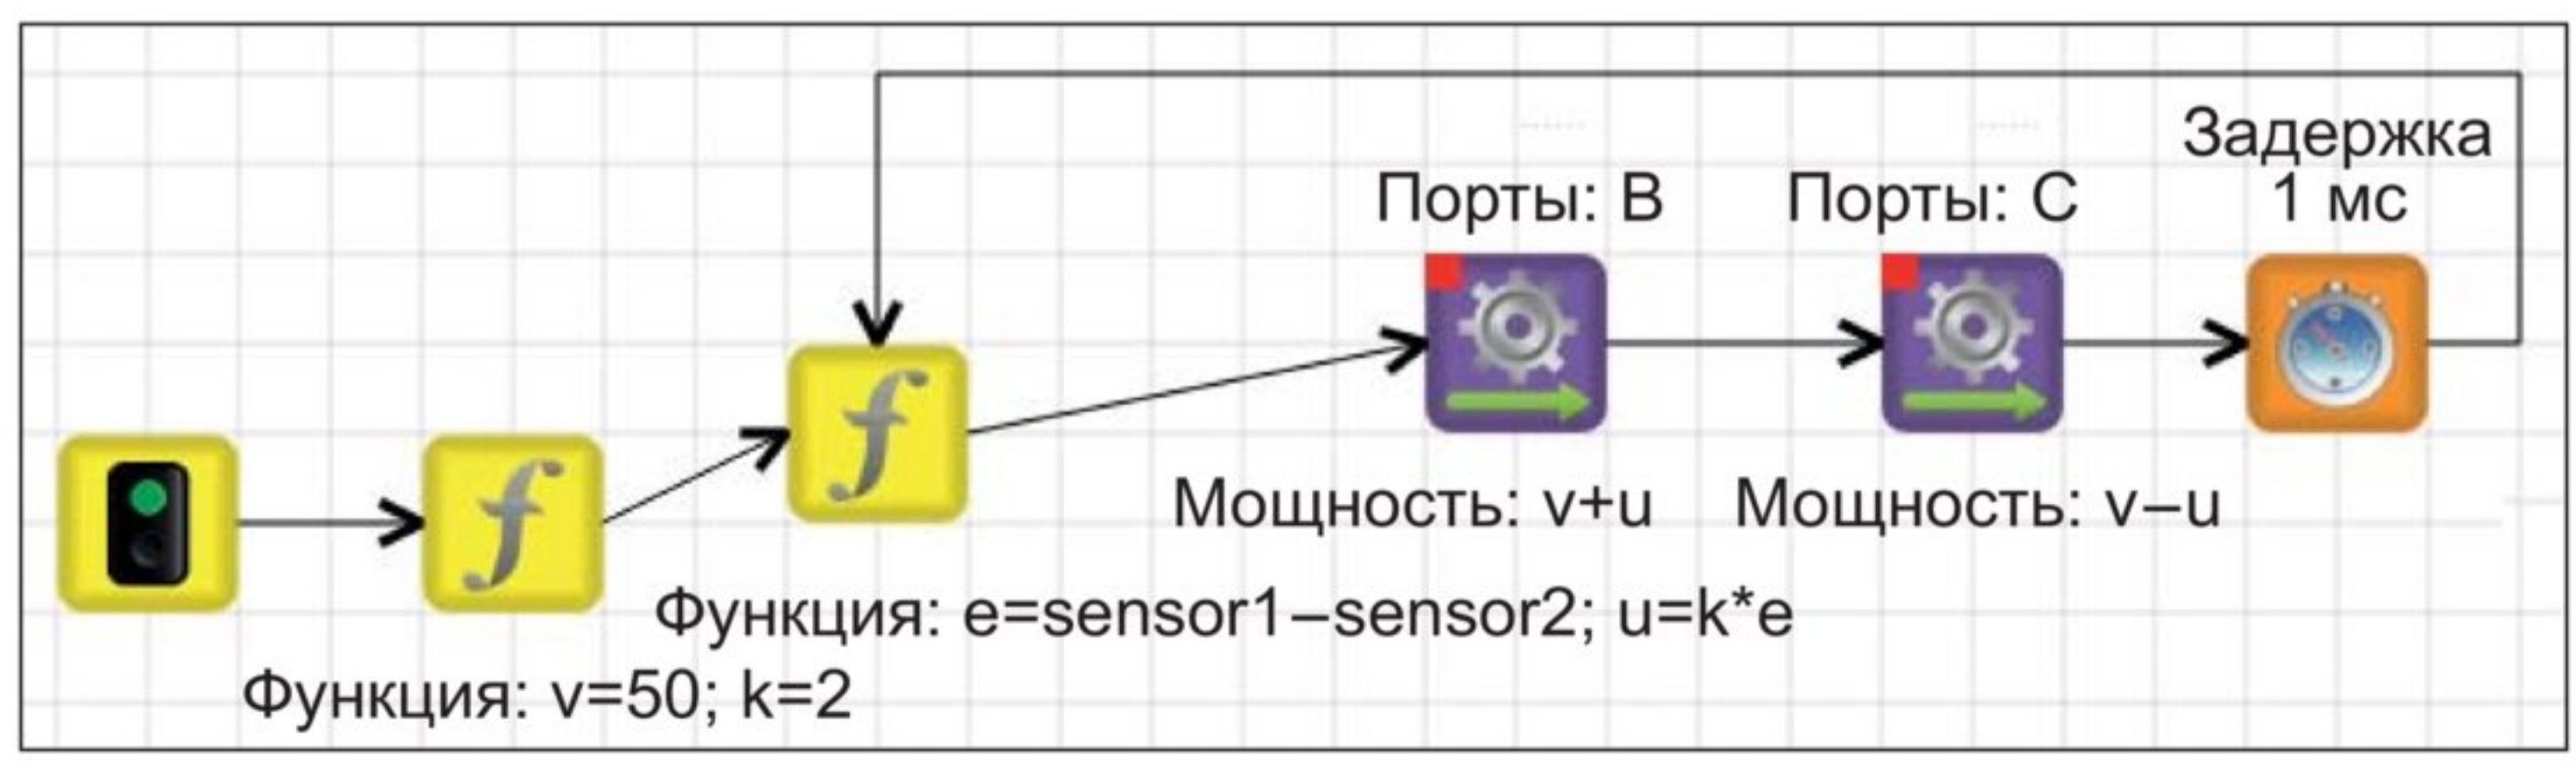 Задержка
1 мс
Порты: B
Порты: C
Мощность: v+u
Мощность: v–u
Функция: e=sensor1–sensor2; u=k*e
Функция: v=50; k=2